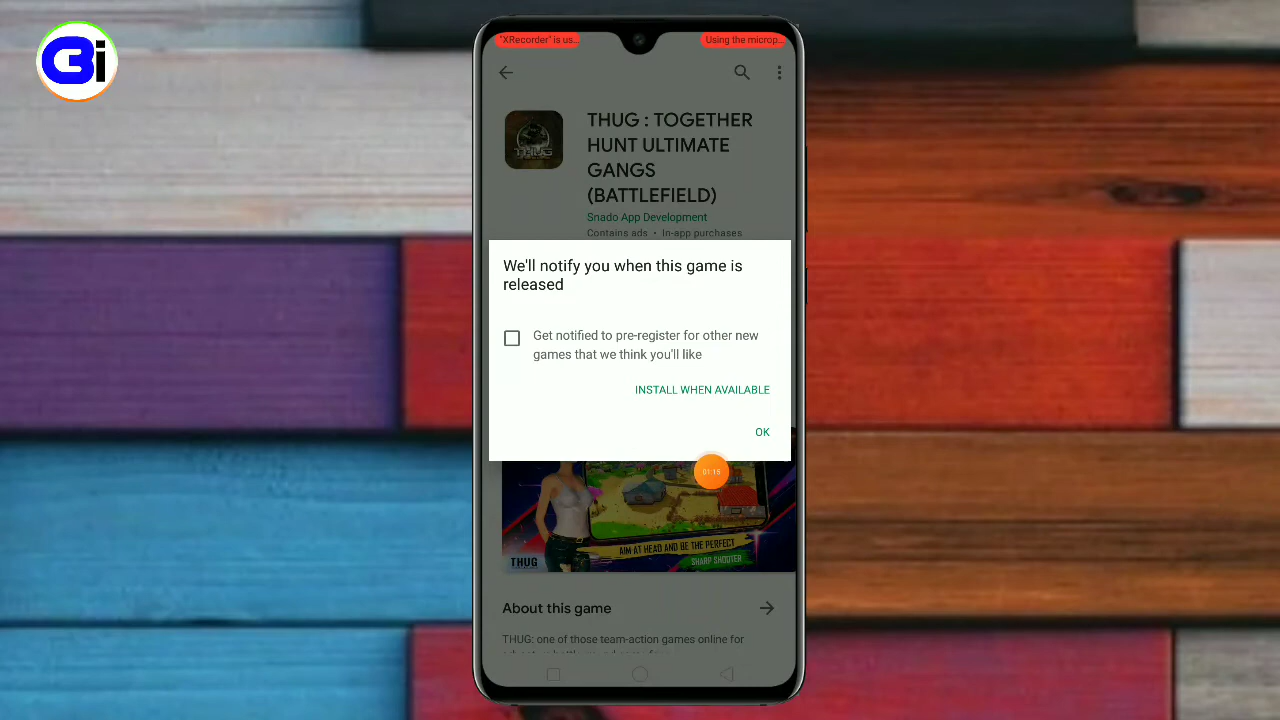 Gi
"XRecorder" is us...
Using the microp...
THUG : TOGETHER
HUNT ULTIMATE
GANGS
(BATTLEFIELD)
Snado App Development
Contains ads • In-app purchases
We'll notify you when this game is
released
Get notified to pre-register for other new
games that we think you'll like
INSTALL WHEN AVAILABLE
OK
01:15
AIM AT HEAD AND BE THE PERFECT
SHARP SHOOTER
THUG
About this game
THUG: one of those team-action games online for